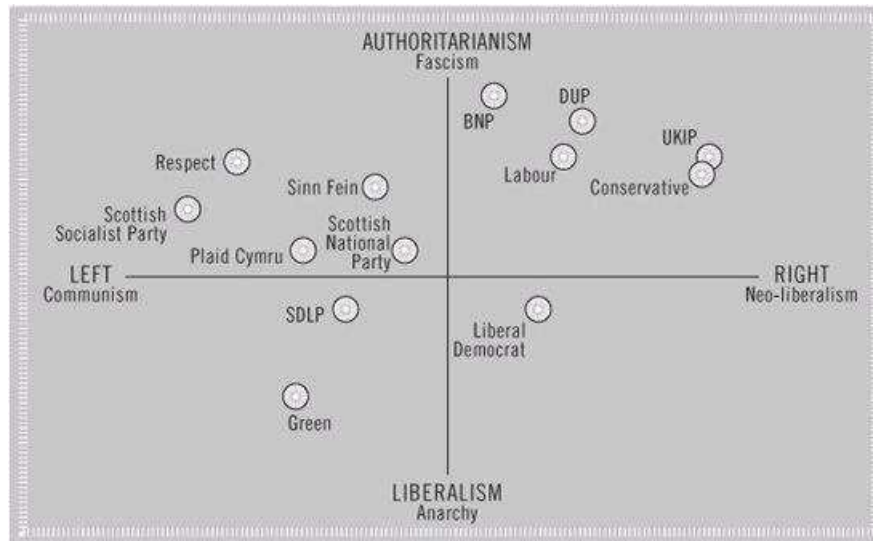 AUTHORITARIANISM
Fascism
BNP
DUP
UKIP
Labour
Conservative
Respect
Sinn Fein
Scottish
Socialist Party
Scottish
National
Party
Plaid Cymru
LEFT
Communism
RIGHT
Neo-liberalism
SDLP
Liberal
Democrat
Green
LIBERALISM
Anarchy